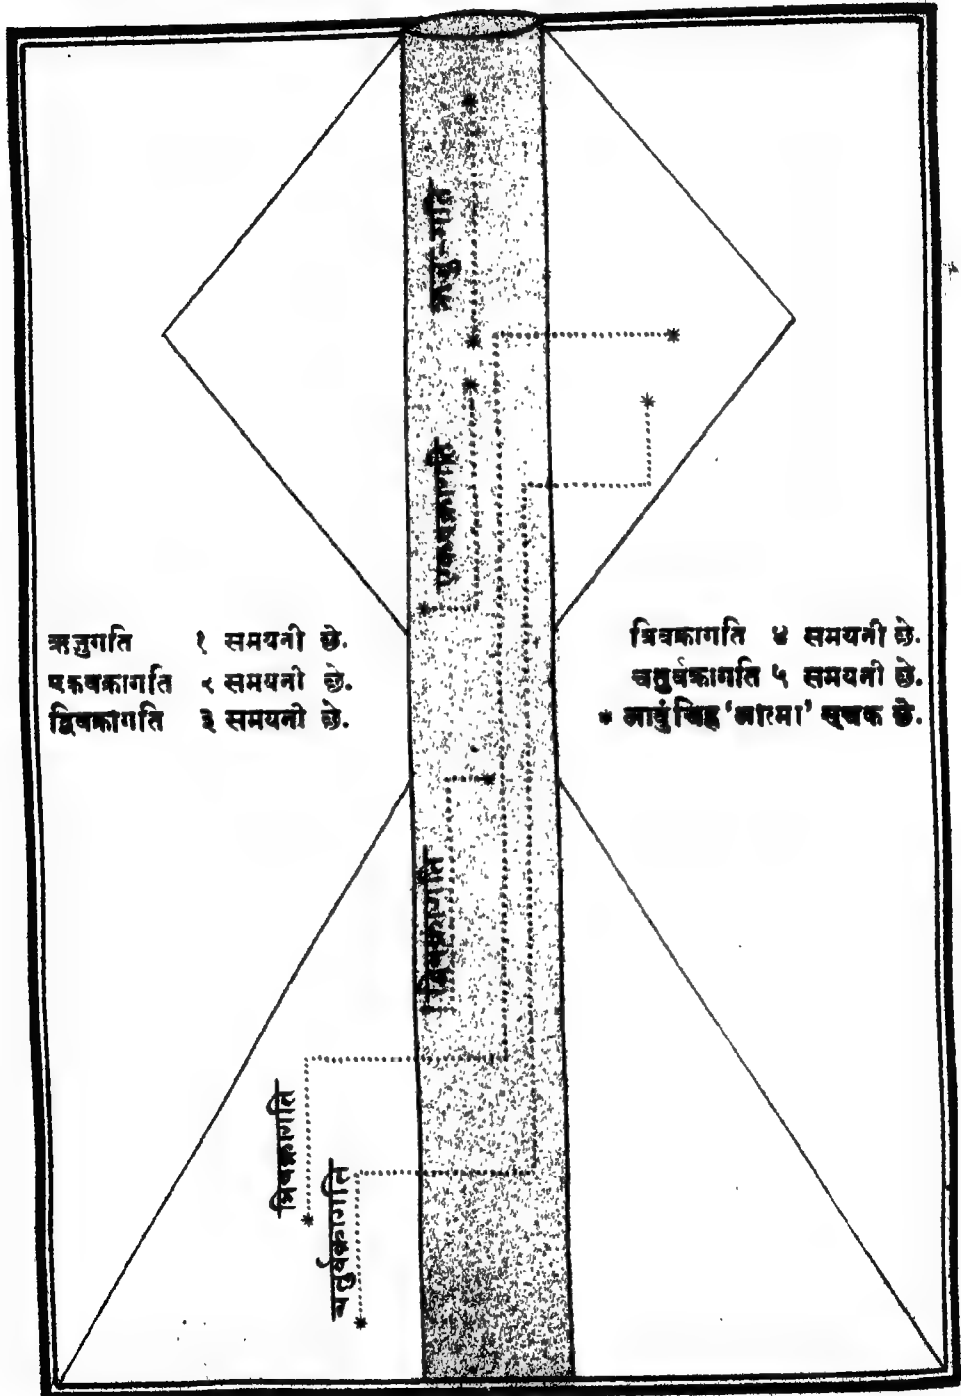 ऋजु-गति
एकवक्रागति
ऋजुगति १ समयनी छे.
एकवक्रागति २ समयनी छे.
द्विवक्रागति ३ समयनी छे.
त्रिवक्रागति ४ समयनी छे.
चतुर्वक्रागति ५ समयनी छे.
* आवुं चिह्न 'आत्मा' सूचक छे.
द्विवक्रागति
त्रिवक्रागति
चतुर्वक्रागति